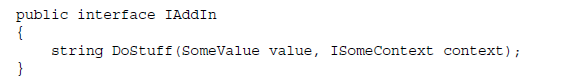 public interface IAddIn
{
    string DoStuff(SomeValue value, ISomeContext context);
}